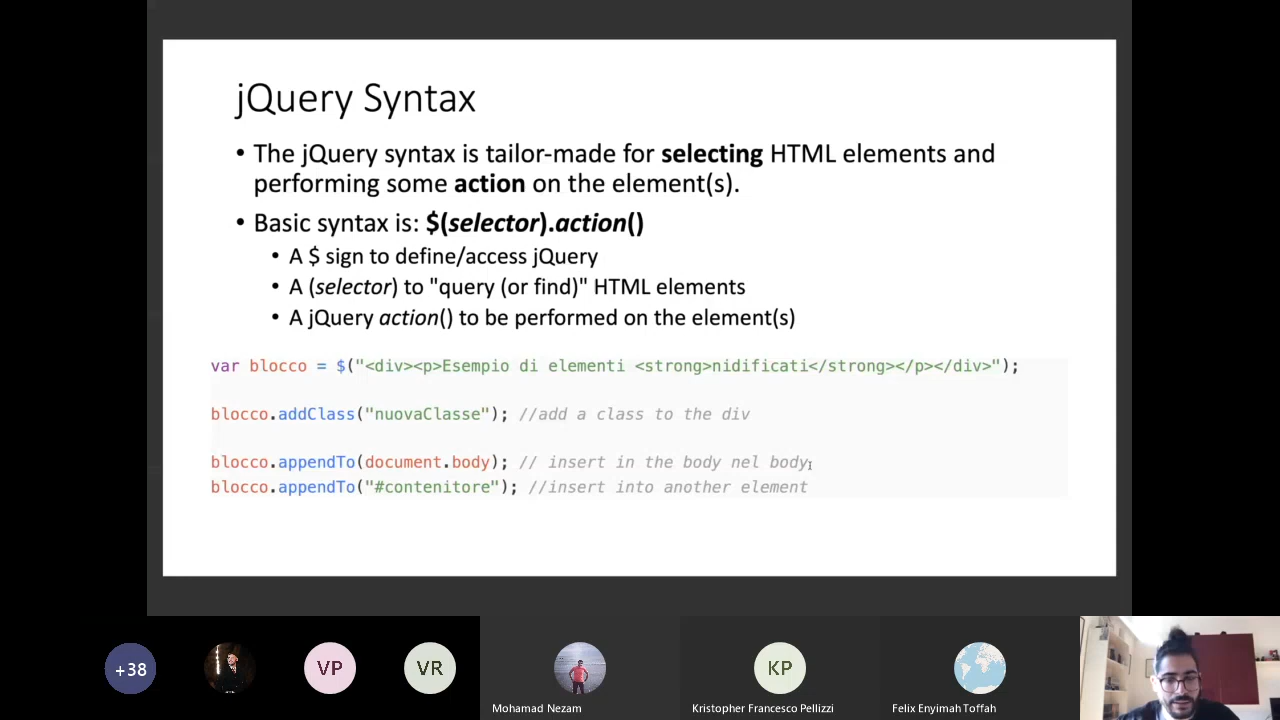 jQuery Syntax
• The jQuery syntax is tailor-made for selecting HTML elements and
performing some action on the element(s).
• Basic syntax is: $(selector).action()
• A $ sign to define/access jQuery
• A (selector) to "query (or find)" HTML elements
• A jQuery action() to be performed on the element(s)
var blocco = $("<div><p>Esempio di elementi <strong>nidificati</strong></p></div>");
blocco.addClass("nuovaClasse"); //add a class to the div
blocco.appendTo(document.body); // insert in the body nel body
blocco.appendTo("#contenitore"); //insert into another element
+38
VP
VR
KP
Mohamad Nezam
Kristopher Francesco Pellizzi
Felix Enyimah Toffah